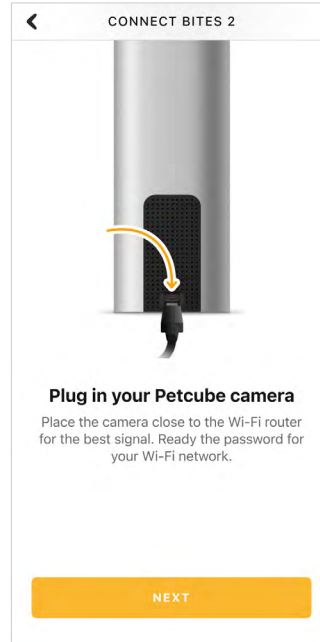 CONNECT BITES 2
Plug in your Petcube camera
Place the camera close to the Wi-Fi router
for the best signal. Ready the password for
your Wi-Fi network.
NEXT